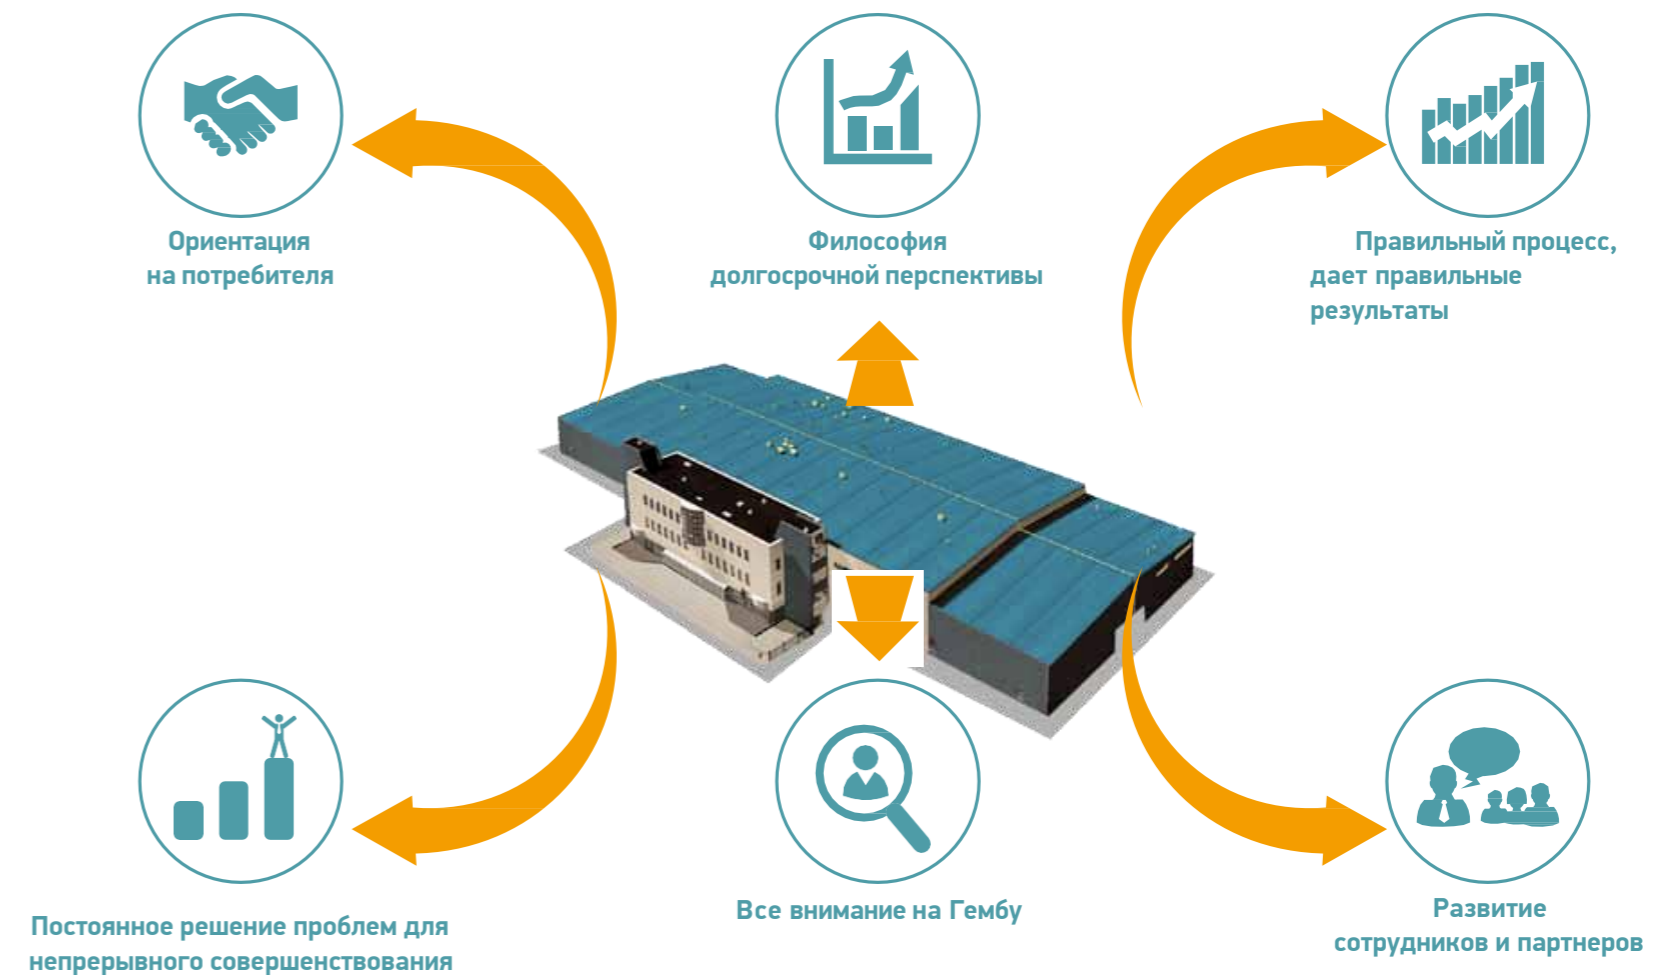 Ориентация
на потребителя
Философия
долгосрочной перспективы
Правильный процесс,
дает правильные
результаты
Постоянное решение проблем для
непрерывного совершенствования
Все внимание на Гембу
Развитие
сотрудников и партнеров